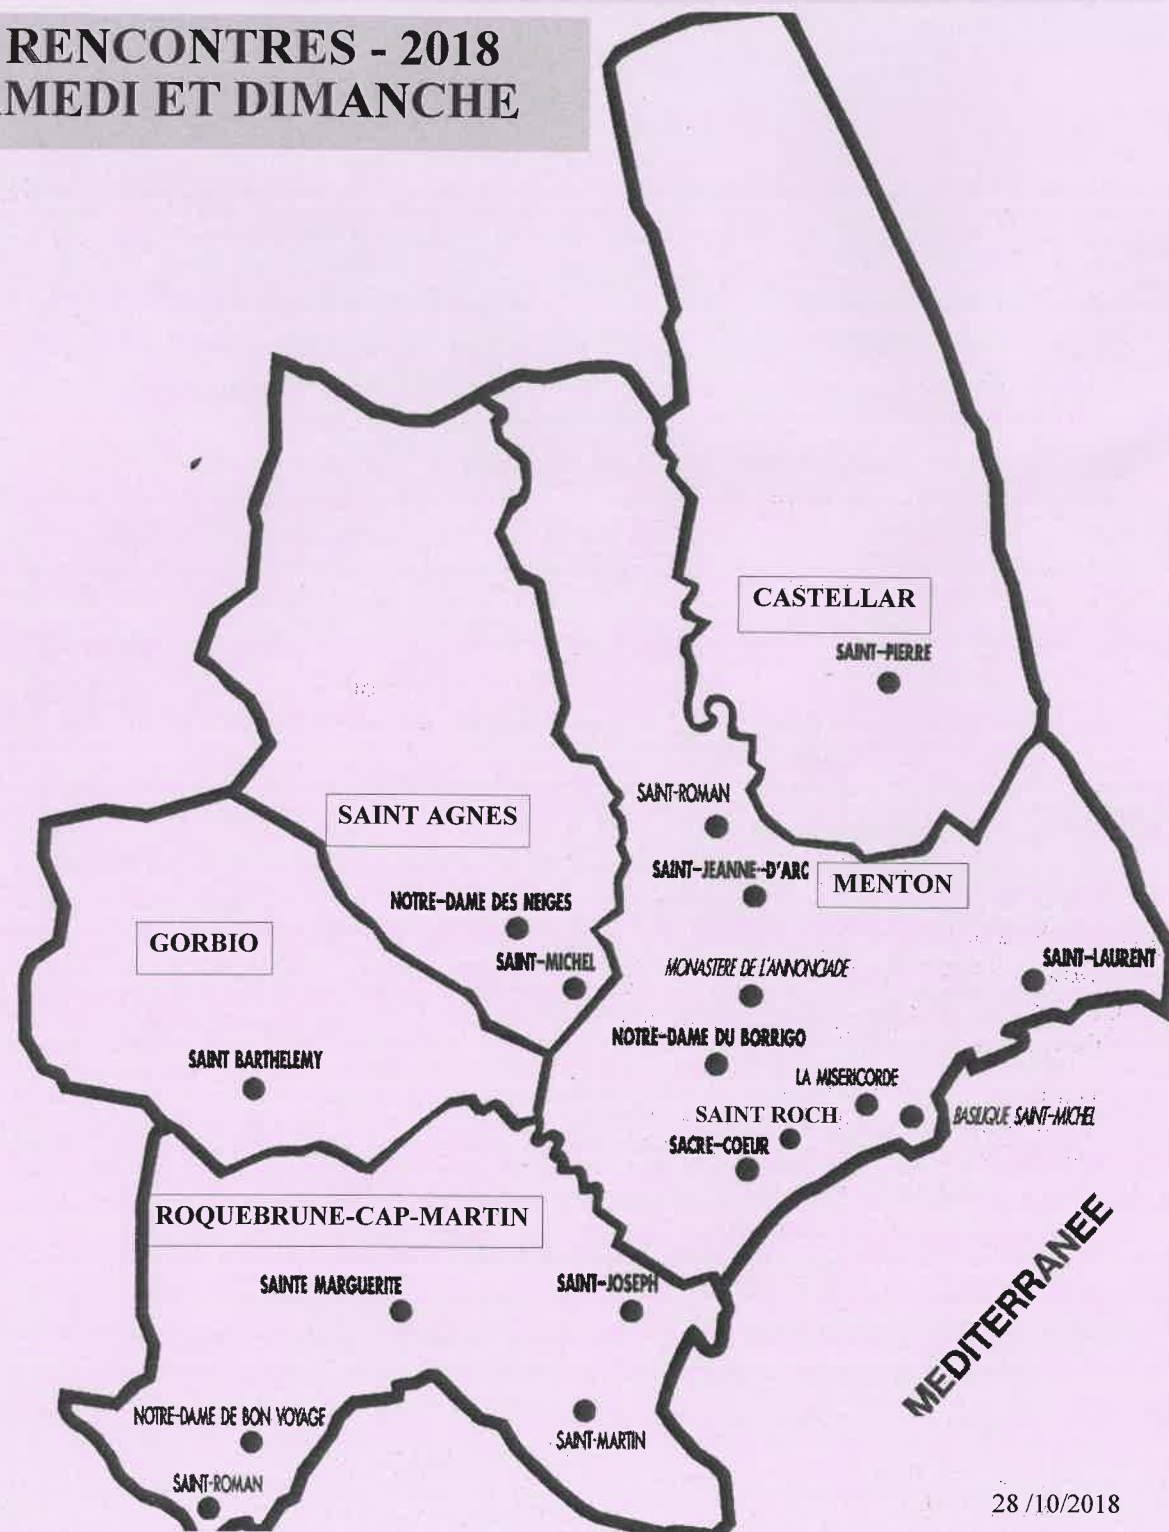 RENCONTRES - 2018
MEDI ET DIMANCHE
CASTELLAR
SAINT-PIERRE
SAINT-ROMAN
SAINT AGNES
SAINT-JEANNE-D'ARC
MENTON
NOTRE-DAME DES NEIGES
GORBIO
SAINT-MICHEL
MONASTERE DE L'ANNONCIADE
SAINT-LAURENT
NOTRE-DAME DU BORRIGO
SAINT BARTHELEMY
LA MISERICORDE
SAINT ROCH
BASILIQUE SAINT-MICHEL
SACRE-COEUR
ROQUEBRUNE-CAP-MARTIN
SAINTE MARGUERITE
SAINT-JOSEPH
MEDITERRANEE
NOTRE-DAME DE BON VOYAGE
SAINT-MARTIN
SAINT-ROMAN
28 /10/2018